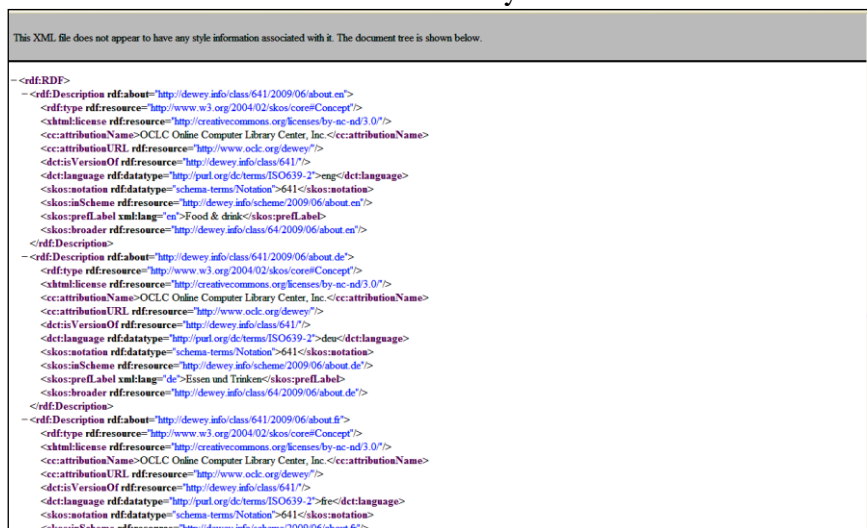 This XML file does not appear to have any style information associated with it. The document tree is shown below.
−<rdf:RDF>
−<rdf:Description rdf:about="http://dewey.info/class/641/2009/06/about.en">
<rdf:type rdf:resource="http://www.w3.org/2004/02/skos/core#Concept"/>
<xhtml:license rdf:resource="http://creativecommons.org/licenses/by-nc-nd/3.0/"/>
<cc:attributionName>OCLC Online Computer Library Center, Inc.</cc:attributionName>
<cc:attributionURL rdf:resource="http://www.oclc.org/dewey/"/>
<dct:isVersionOf rdf:resource="http://dewey.info/class/641/"/>
<dct:language rdf:datatype="http://purl.org/dc/terms/ISO639-2">eng</dct:language>
<skos:notation rdf:datatype="schema-terms/Notation">641</skos:notation>
<skos:inScheme rdf:resource="http://dewey.info/scheme/2009/06/about.en"/>
<skos:prefLabel xml:lang="en">Food & drink</skos:prefLabel>
<skos:broader rdf:resource="http://dewey.info/class/64/2009/06/about.en"/>
</rdf:Description>
−<rdf:Description rdf:about="http://dewey.info/class/641/2009/06/about.de">
<rdf:type rdf:resource="http://www.w3.org/2004/02/skos/core#Concept"/>
<xhtml:license rdf:resource="http://creativecommons.org/licenses/by-nc-nd/3.0/"/>
<cc:attributionName>OCLC Online Computer Library Center, Inc.</cc:attributionName>
<cc:attributionURL rdf:resource="http://www.oclc.org/dewey/"/>
<dct:isVersionOf rdf:resource="http://dewey.info/class/641/"/>
<dct:language rdf:datatype="http://purl.org/dc/terms/ISO639-2">deu</dct:language>
<skos:notation rdf:datatype="schema-terms/Notation">641</skos:notation>
<skos:inScheme rdf:resource="http://dewey.info/scheme/2009/06/about.de"/>
<skos:prefLabel xml:lang="de">Essen und Trinken</skos:prefLabel>
<skos:broader rdf:resource="http://dewey.info/class/64/2009/06/about.de"/>
</rdf:Description>
−<rdf:Description rdf:about="http://dewey.info/class/641/2009/06/about.fr">
<rdf:type rdf:resource="http://www.w3.org/2004/02/skos/core#Concept"/>
<xhtml:license rdf:resource="http://creativecommons.org/licenses/by-nc-nd/3.0/"/>
<cc:attributionName>OCLC Online Computer Library Center, Inc.</cc:attributionName>
<cc:attributionURL rdf:resource="http://www.oclc.org/dewey/"/>
<dct:isVersionOf rdf:resource="http://dewey.info/class/641/"/>
<dct:language rdf:datatype="http://purl.org/dc/terms/ISO639-2">fre</dct:language>
<skos:notation rdf:datatype="schema-terms/Notation">641</skos:notation>
<skos:inScheme rdf:resource="http://dewey.info/scheme/2009/06/about.fr"/>